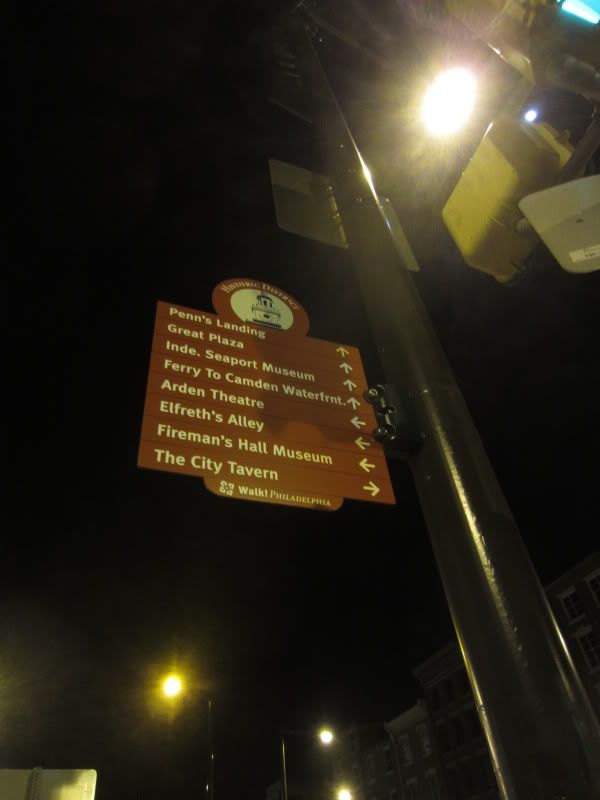 HISTORIC DISTRICT
Penn's Landing ↑
Great Plaza ↑
Inde. Seaport Museum ↑
Ferry To Camden Waterfrnt. ↑
Arden Theatre ←
Elfreth's Alley ←
Fireman's Hall Museum ←
The City Tavern →
Walk! PHILADELPHIA